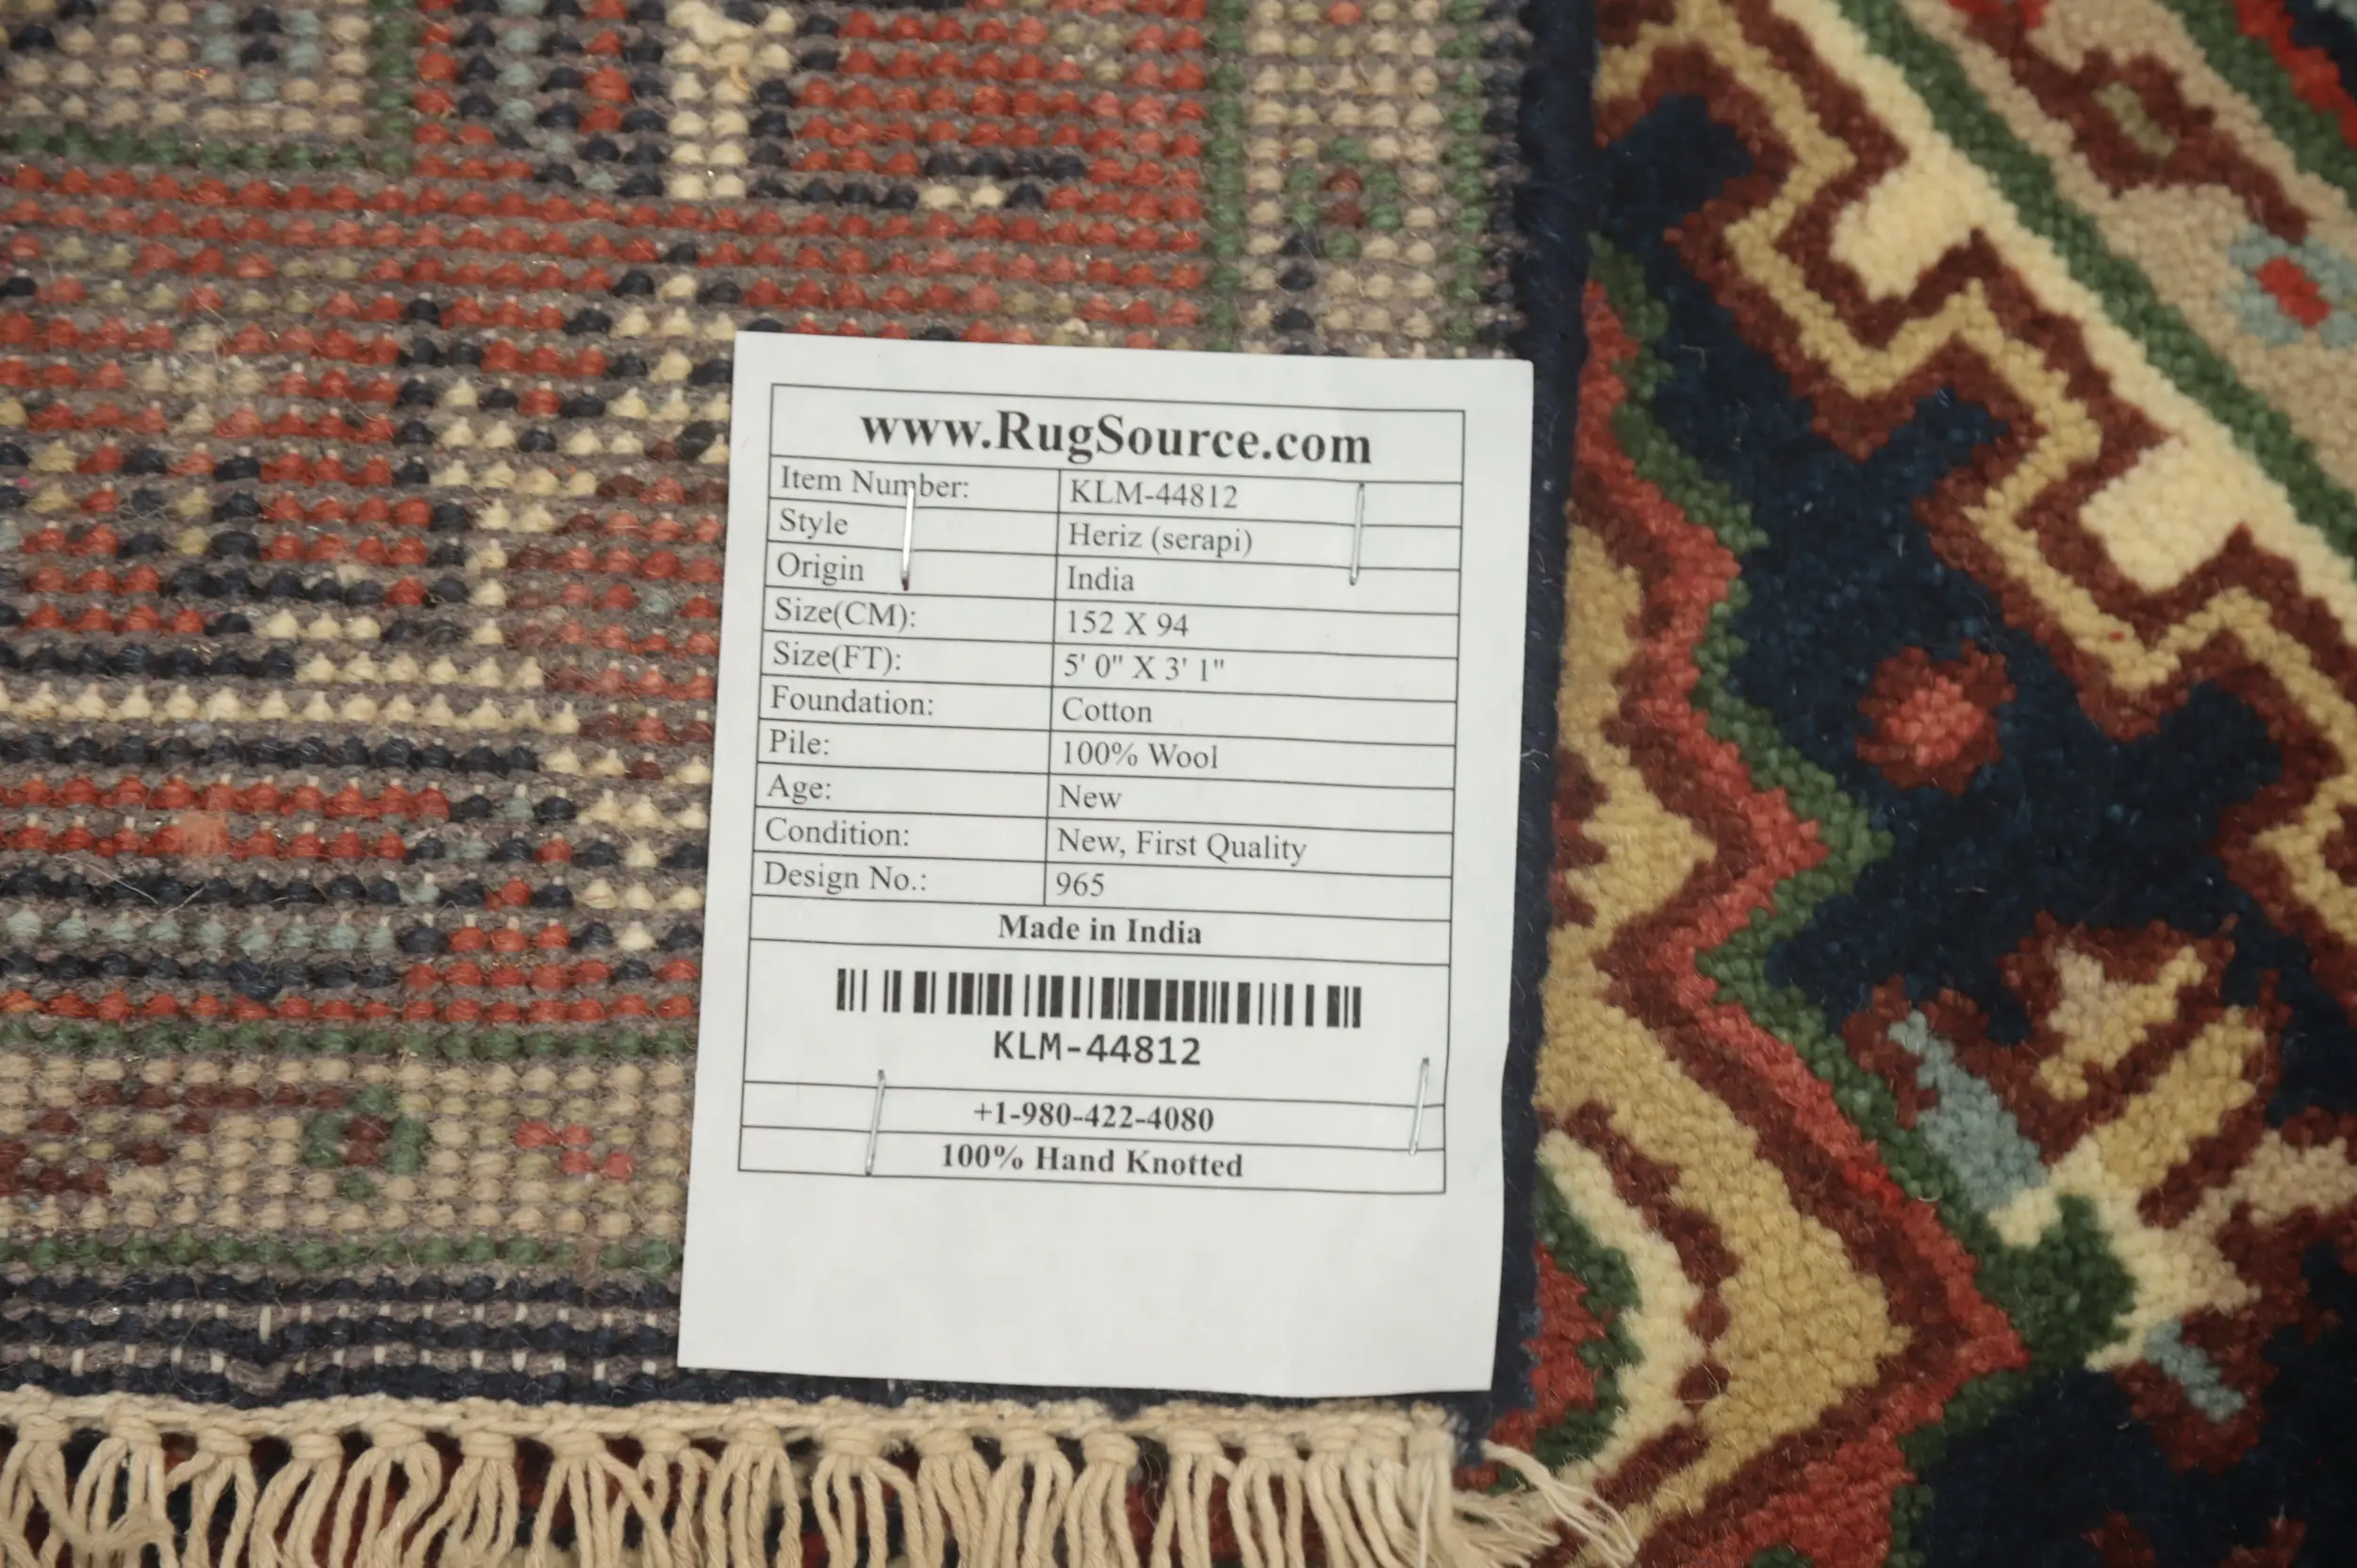 www.RugSource.com
Item Number: KLM-44812
Style Heriz (serapi)
Origin India
Size(CM): 152 X 94
Size(FT): 5' 0" X 3' 1"
Foundation: Cotton
Pile: 100% Wool
Age: New
Condition: New, First Quality
Design No.: 965
Made in India
KLM-44812
+1-980-422-4080
100% Hand Knotted